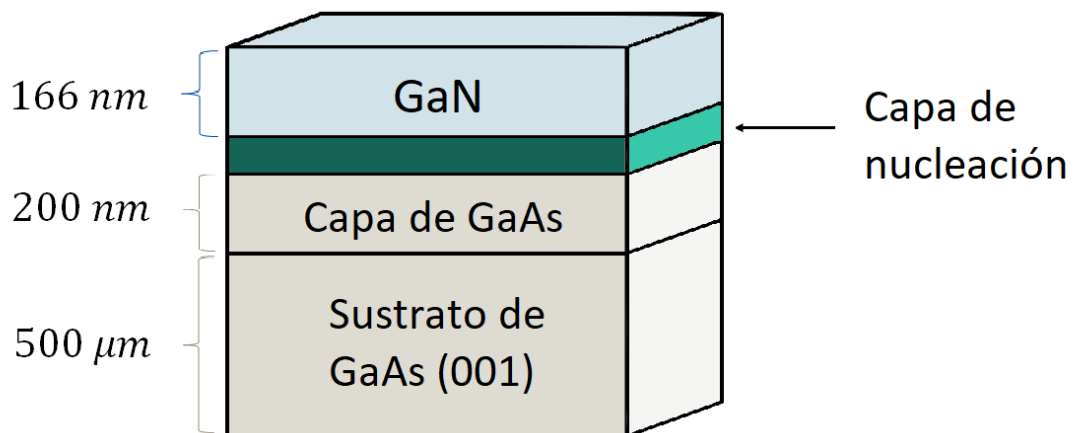 166 nm
GaN
Capa de
nucleación
200 nm
Capa de GaAs
500 μm
Sustrato de
GaAs (001)